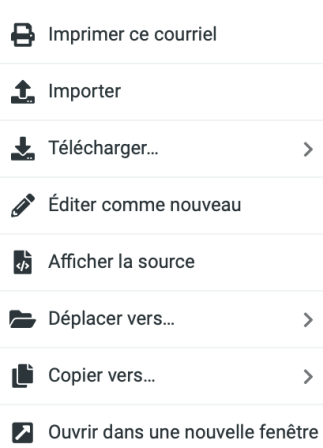 Imprimer ce courriel
Importer
Télécharger...
Éditer comme nouveau
Afficher la source
Déplacer vers...
Copier vers...
Ouvrir dans une nouvelle fenêtre